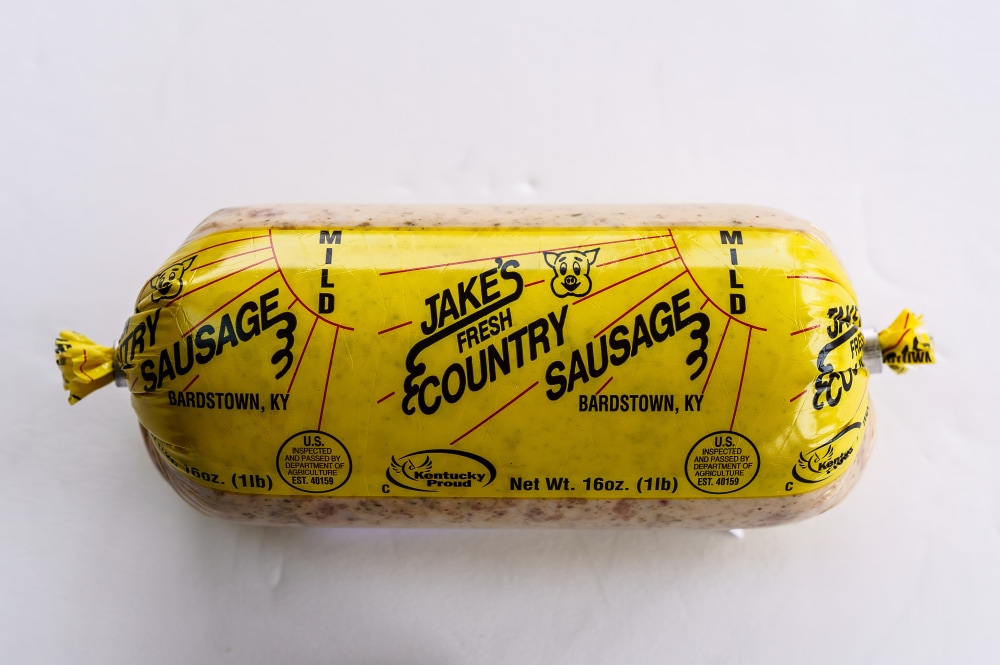 MILD
JAKE'S
FRESH
COUNTRY
SAUSAGE
BARDSTOWN, KY
U.S.
INSPECTED
AND PASSED BY
DEPARTMENT OF
AGRICULTURE
EST. 40159
Kentucky
Proud
C
Net Wt. 16oz. (1lb)
MILD
SAUSAGE
BARDSTOWN, KY
U.S.
INSPECTED
AND PASSED BY
DEPARTMENT OF
AGRICULTURE
EST. 40159
16oz. (1lb)
C